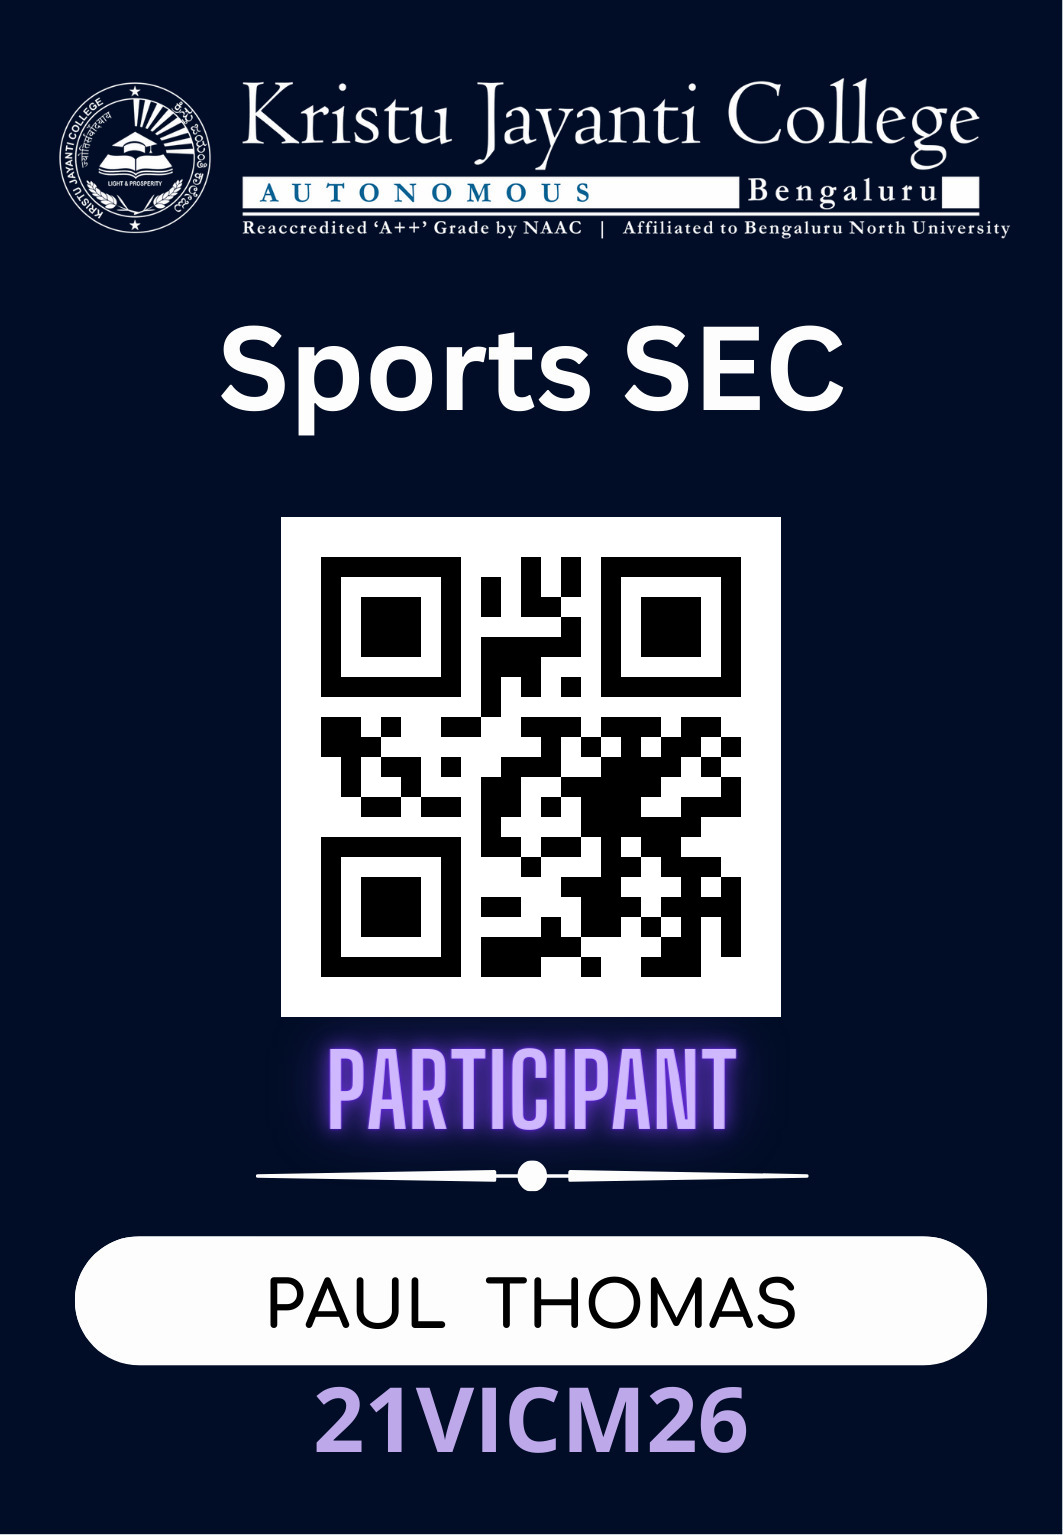 Kristu Jayanti College
AUTONOMOUS Bengaluru
Reaccredited ‘A++’ Grade by NAAC | Affiliated to Bengaluru North University
KRISTU JAYANTI COLLEGE
ಕ್ರಿಸ್ತು ಜಯಂತಿ ಕಾಲೇಜು
LIGHT & PROSPERITY
Sports SEC
PARTICIPANT
PAUL THOMAS
21VICM26